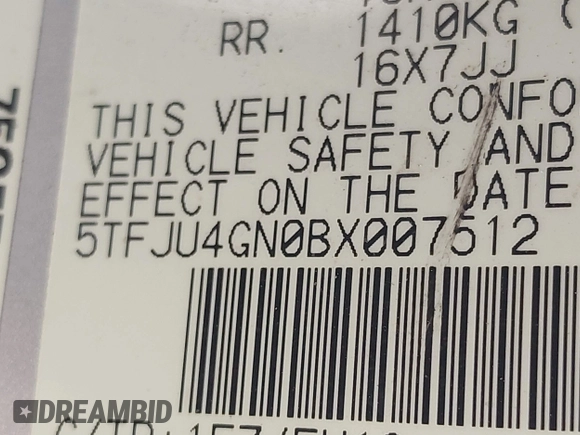 RR. 1410KG (
16X7JJ
THIS VEHICLE CONFO
VEHICLE SAFETY AND
EFFECT ON THE DATE
5TFJU4GN0BX007512
DREAMBID